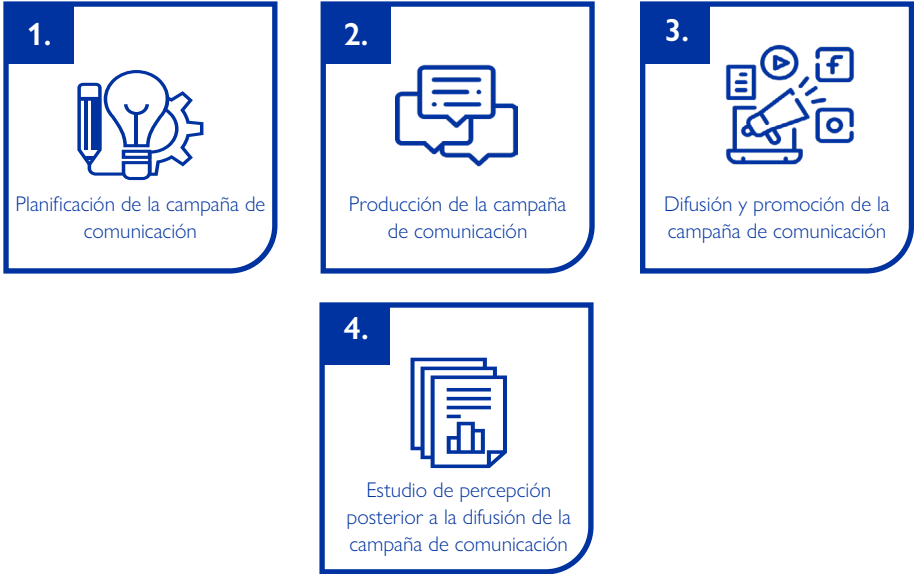 1.
Planificación de la campaña de
comunicación
2.
Producción de la campaña
de comunicación
3.
Difusión y promoción de la
campaña de comunicación
4.
Estudio de percepción
posterior a la difusión de la
campaña de comunicación